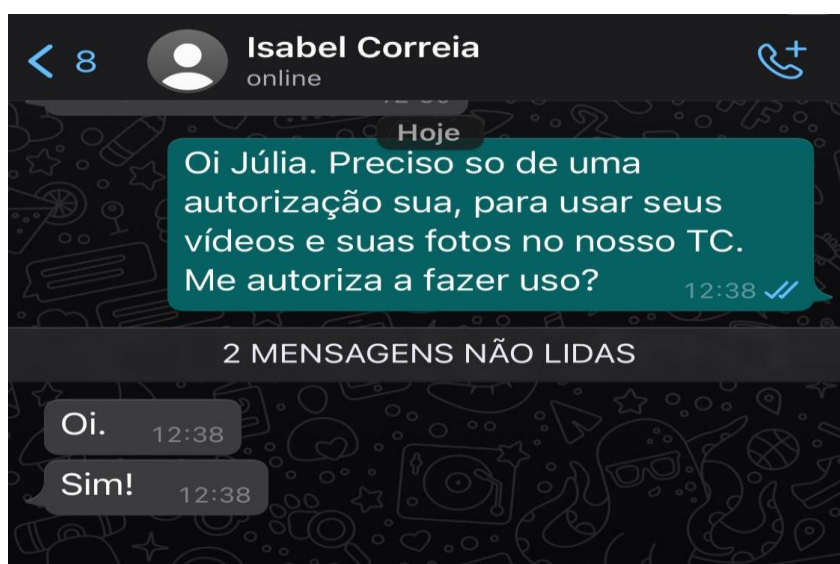 8
Isabel Correia
online
Hoje
Oi Júlia. Preciso so de uma
autorização sua, para usar seus
vídeos e suas fotos no nosso TC.
Me autoriza a fazer uso?
12:38
2 MENSAGENS NÃO LIDAS
Oi.
12:38
Sim!
12:38